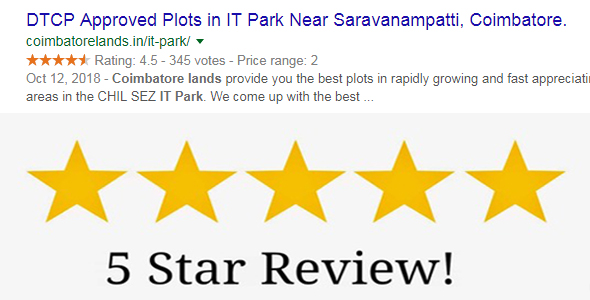 DTCP Approved Plots in IT Park Near Saravanampatti, Coimbatore.
coimbatorelands.in/it-park/
Rating: 4.5 - 345 votes - Price range: 2
Oct 12, 2018 - Coimbatore lands provide you the best plots in rapidly growing and fast appreciati
areas in the CHIL SEZ IT Park. We come up with the best ...
5 Star Review!